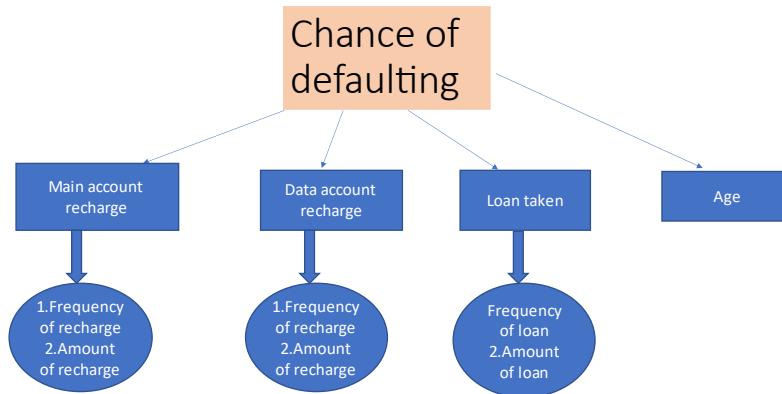 Chance of
defaulting
Main account
recharge
Data account
recharge
Loan taken
Age
1.Frequency
of recharge
2.Amount
of recharge
1.Frequency
of recharge
2.Amount
of recharge
Frequency
of loan
2.Amount
of loan